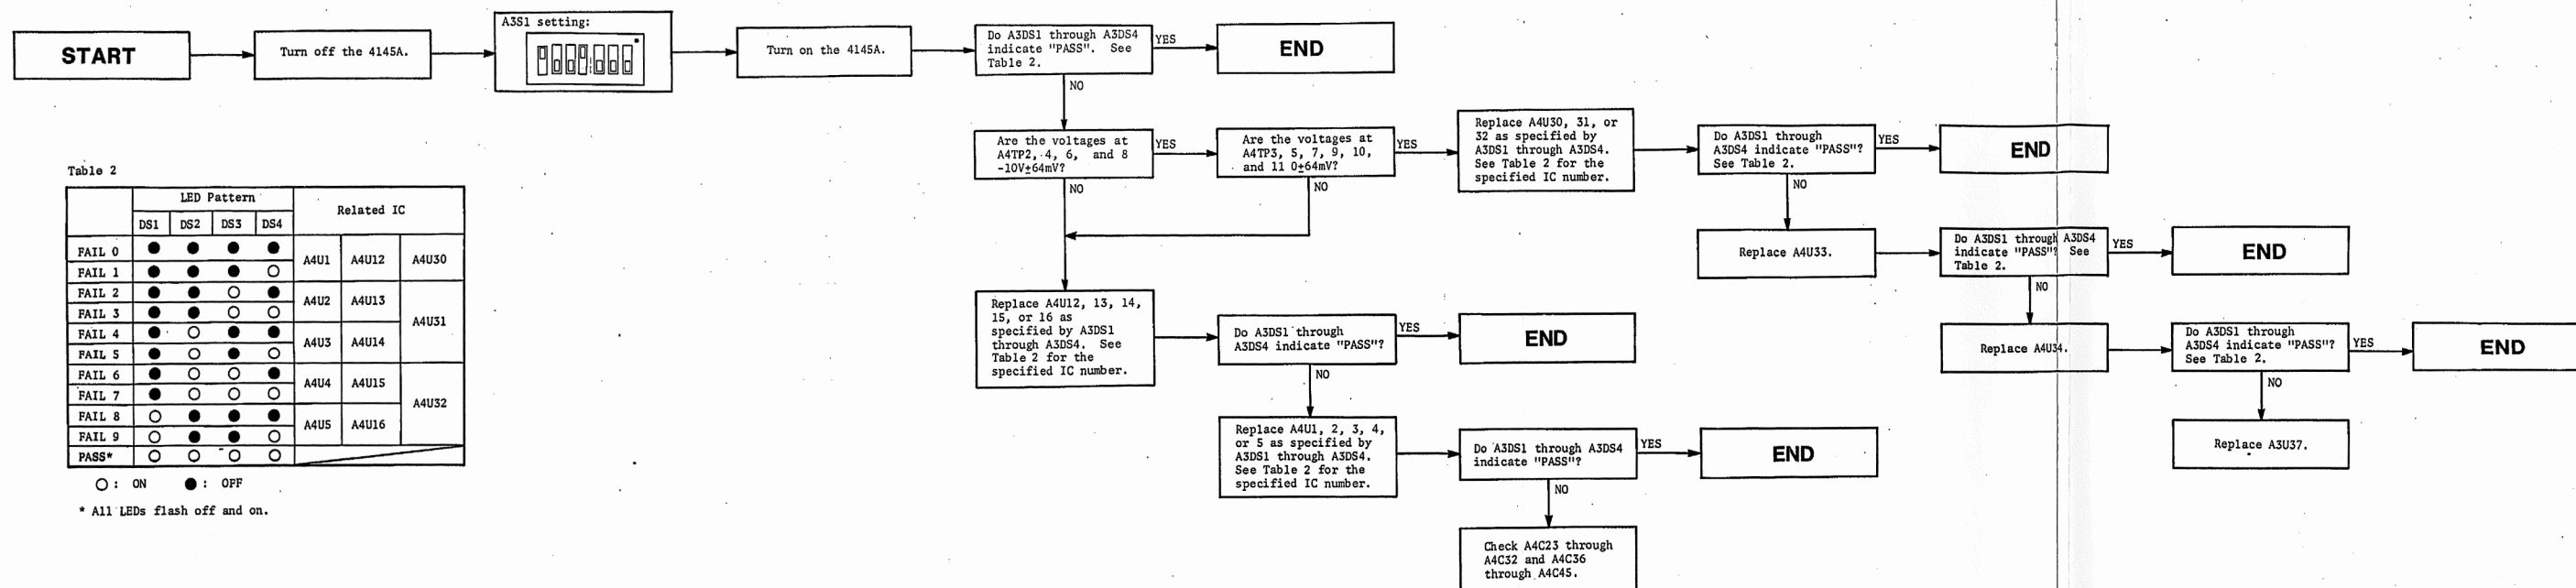 START
Turn off the 4145A.
A3S1 setting:
Turn on the 4145A.
Do A3DS1 through A3DS4
indicate "PASS". See
Table 2.
YES
END
NO
Are the voltages at
A4TP2, 4, 6, and 8
-10V±64mV?
YES
NO
Are the voltages at
A4TP3, 5, 7, 9, 10,
and 11 0±64mV?
YES
NO
Replace A4U30, 31, or
32 as specified by
A3DS1 through A3DS4.
See Table 2 for the
specified IC number.
Do A3DS1 through
A3DS4 indicate "PASS"?
See Table 2.
YES
END
NO
Replace A4U33.
Do A3DS1 through A3DS4
indicate "PASS"? See
Table 2.
YES
END
NO
Replace A4U34.
Do A3DS1 through
A3DS4 indicate "PASS"?
See Table 2.
YES
END
NO
Replace A3U37.
Replace A4U12, 13, 14,
15, or 16 as
specified by A3DS1
through A3DS4. See
Table 2 for the
specified IC number.
Do A3DS1 through
A3DS4 indicate "PASS"?
YES
END
NO
Replace A4U1, 2, 3, 4,
or 5 as specified by
A3DS1 through A3DS4.
See Table 2 for the
specified IC number.
Do A3DS1 through A3DS4
indicate "PASS"?
YES
END
NO
Check A4C23 through
A4C32 and A4C36
through A4C45.
Table 2
LED Pattern
Related IC
DS1 DS2 DS3 DS4
FAIL 0 ● ● ● ●
A4U1 A4U12 A4U30
FAIL 1 ● ● ● ○
FAIL 2 ● ● ○ ●
A4U2 A4U13
FAIL 3 ● ● ○ ○
A4U31
FAIL 4 ● ○ ● ●
A4U3 A4U14
FAIL 5 ● ○ ● ○
FAIL 6 ● ○ ○ ●
A4U4 A4U15
FAIL 7 ● ○ ○ ○
A4U32
FAIL 8 ○ ● ● ●
A4U5 A4U16
FAIL 9 ○ ● ● ○
PASS* ○ ○ ○ ○
○ : ON ● : OFF
* All LEDs flash off and on.